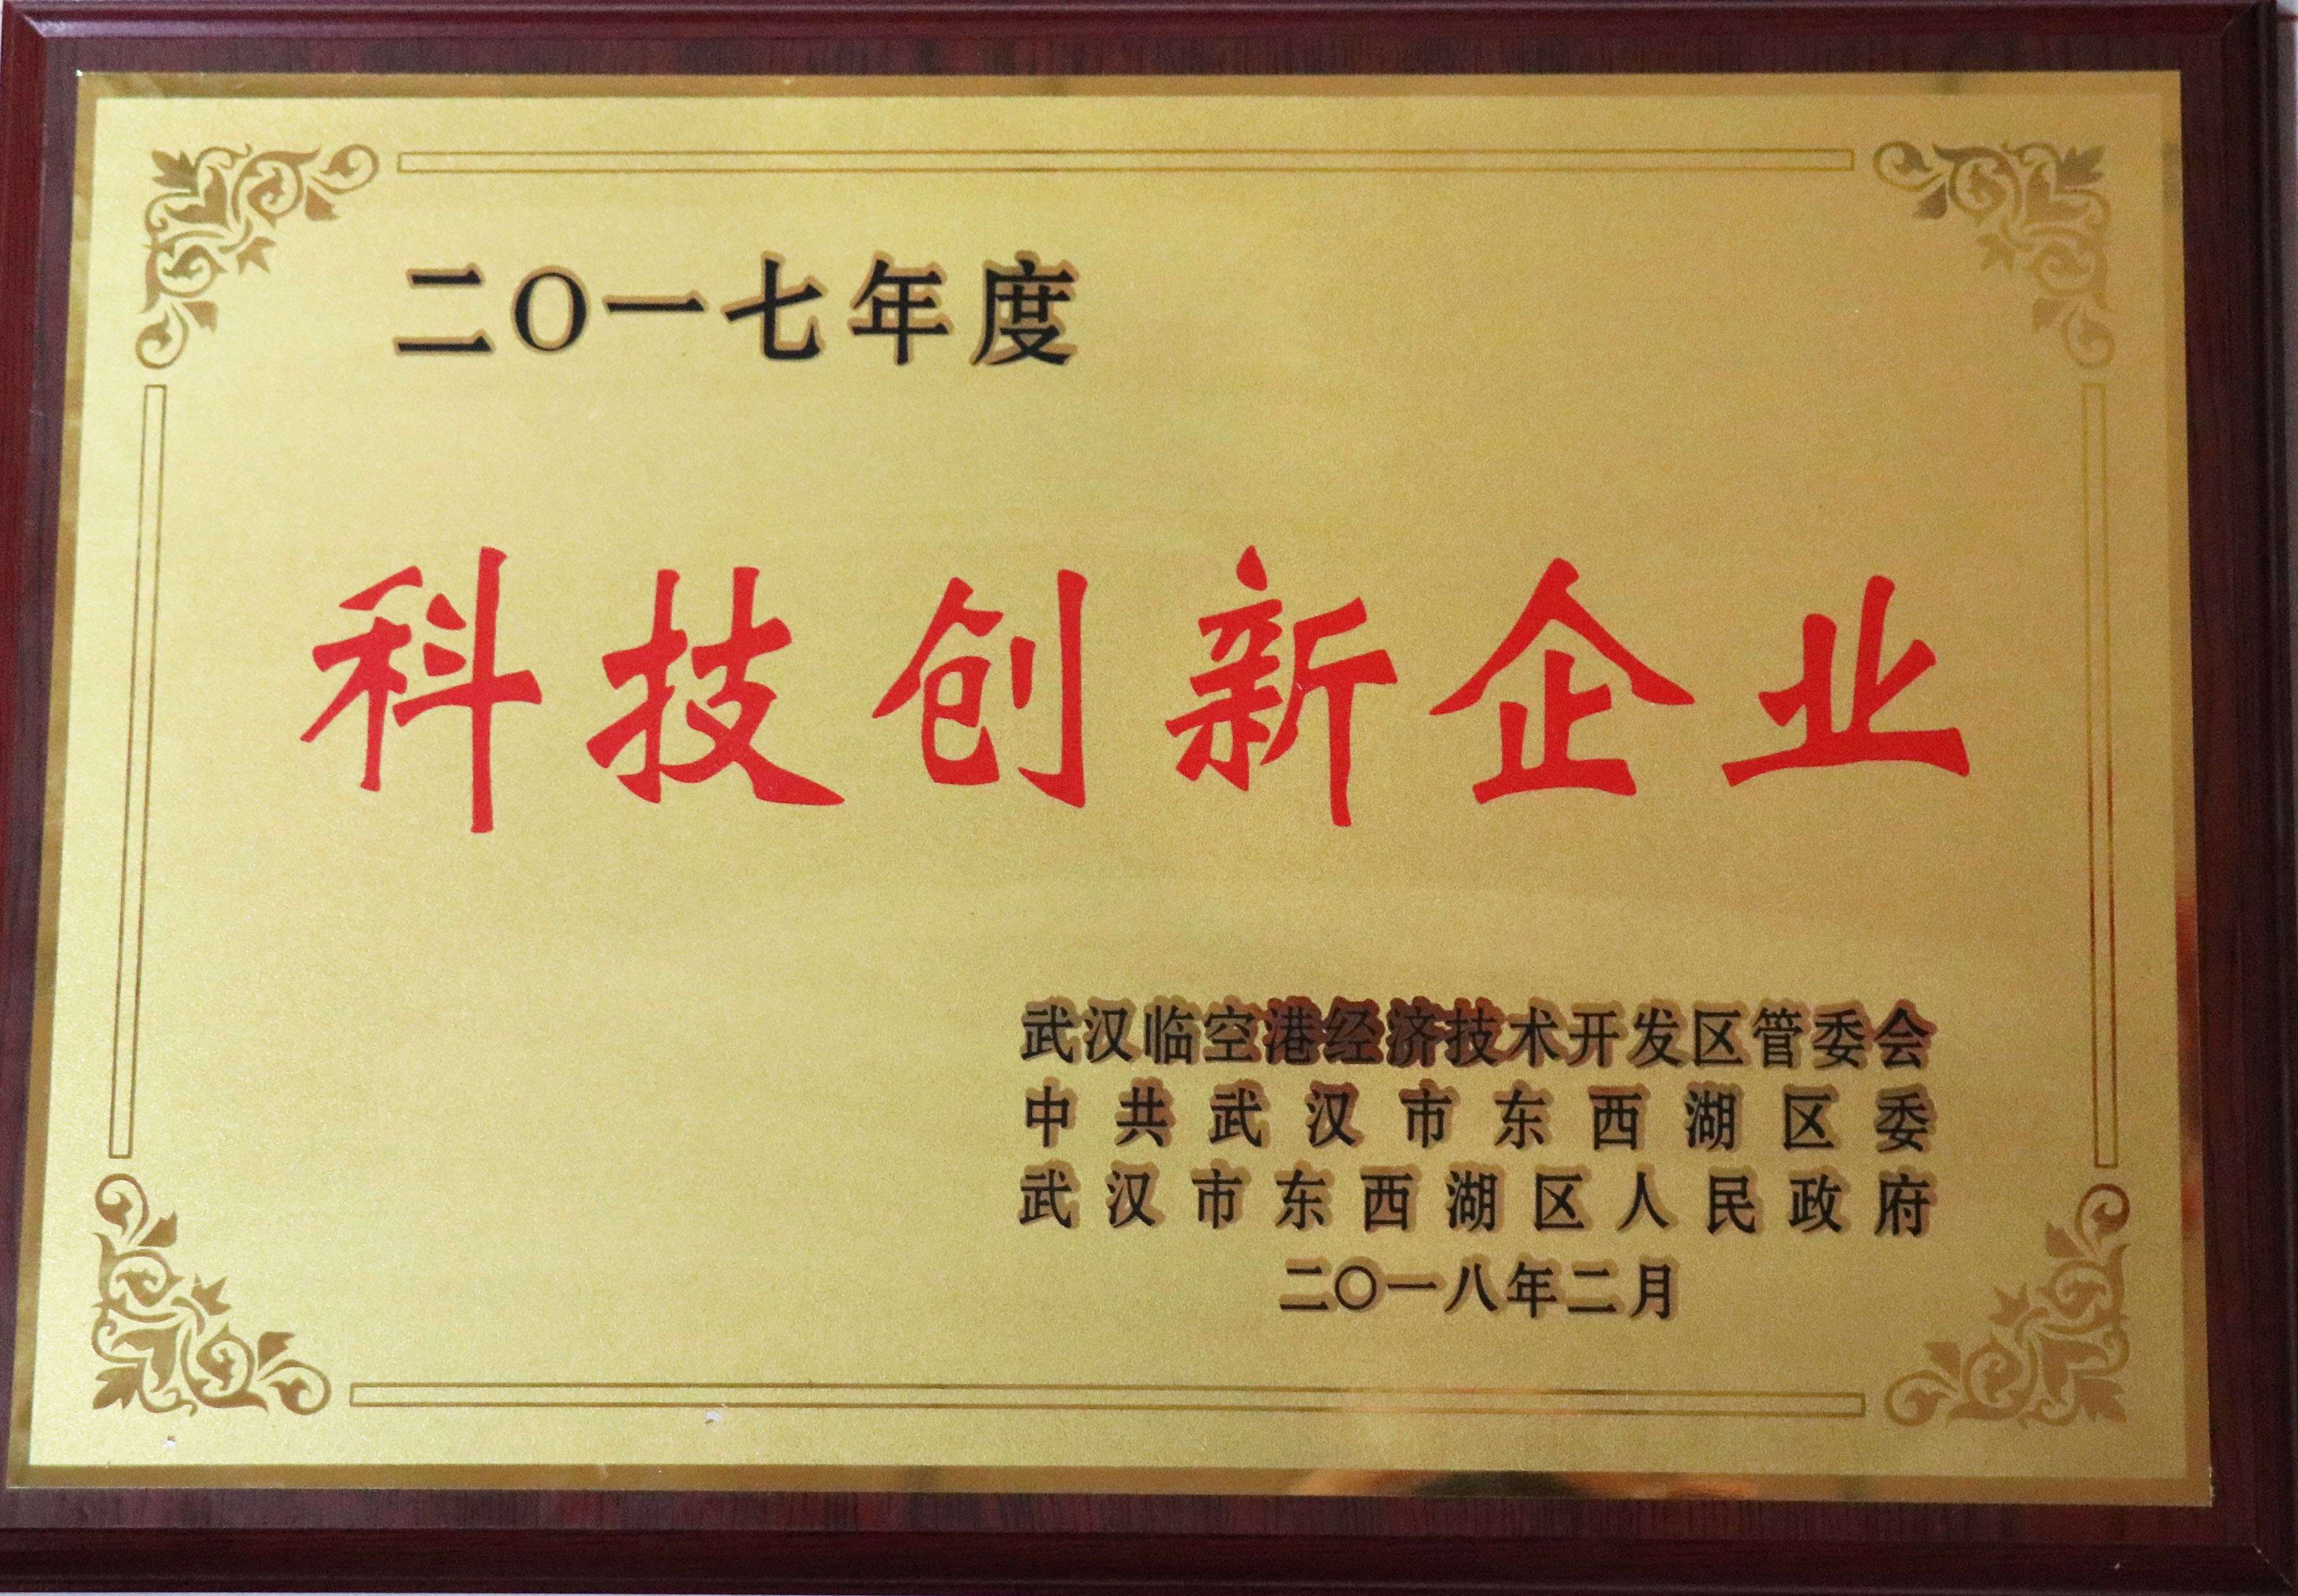 二〇一七年度
科技创新企业
武汉临空港经济技术开发区管委会
中共武汉市东西湖区委
武汉市东西湖区人民政府
二〇一八年二月